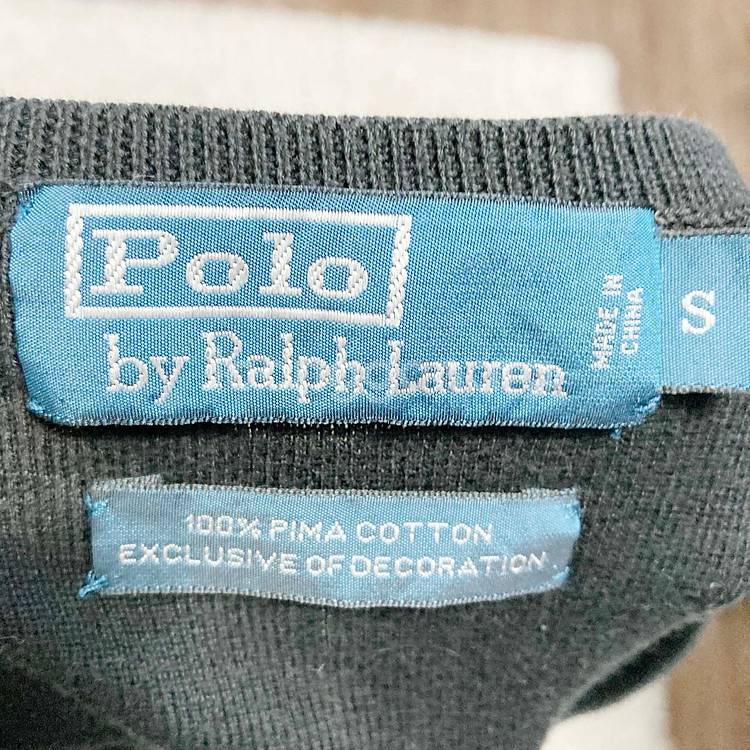 Polo
by Ralph Lauren
MADE IN
CHINA
S
100% PIMA COTTON
EXCLUSIVE OF DECORATION